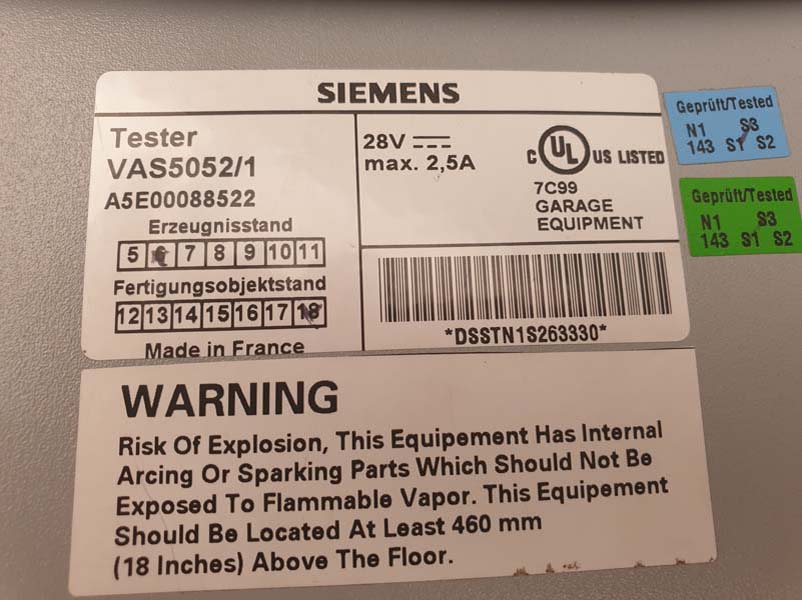 SIEMENS
Tester
VAS5052/1
A5E00088522
Erzeugnisstand
5 6 7 8 9 10 11
Fertigungsobjektstand
12 13 14 15 16 17 18
Made in France
28V
max. 2,5A
C UL US LISTED
7C99
GARAGE
EQUIPMENT
*DSSTN1S263330*
Geprüft/Tested
N1 S3
143 S1 S2
Geprüft/Tested
N1 S3
143 S1 S2
WARNING
Risk Of Explosion, This Equipement Has Internal
Arcing Or Sparking Parts Which Should Not Be
Exposed To Flammable Vapor. This Equipement
Should Be Located At Least 460 mm
(18 Inches) Above The Floor.